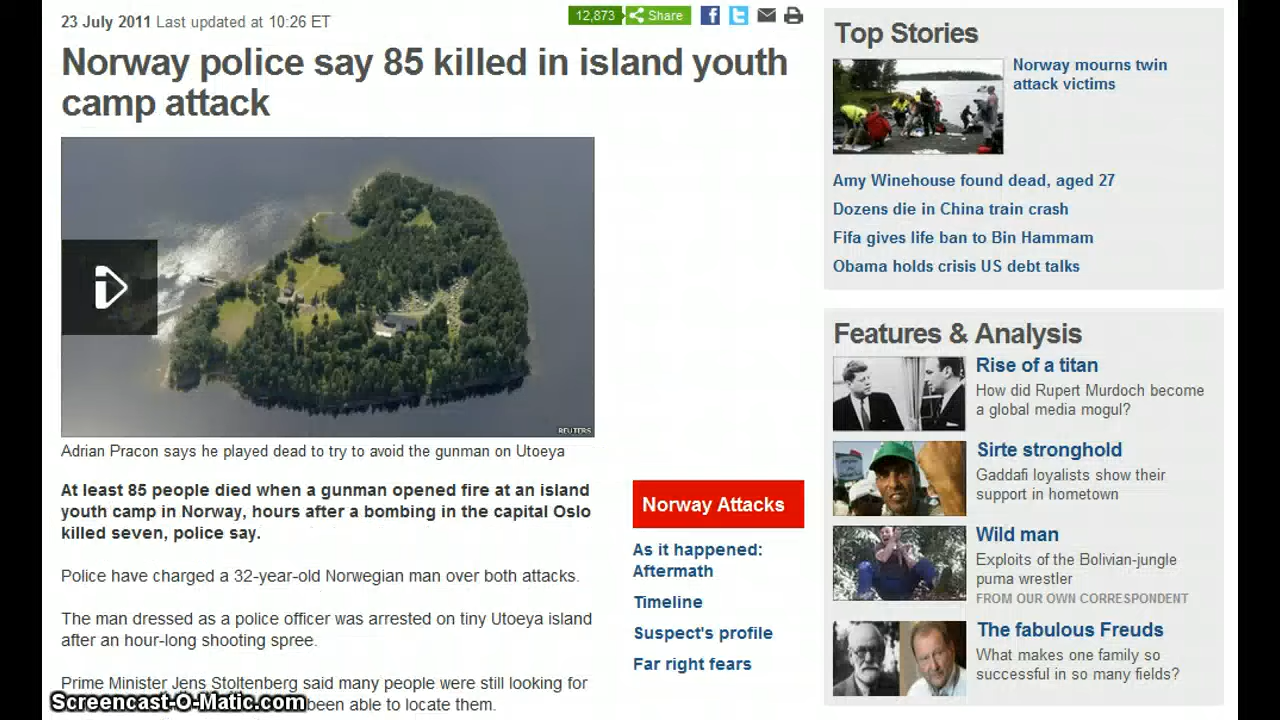 23 July 2011 Last updated at 10:26 ET
12,873 Share
Norway police say 85 killed in island youth
camp attack
REUTERS
Adrian Pracon says he played dead to try to avoid the gunman on Utoeya
At least 85 people died when a gunman opened fire at an island
youth camp in Norway, hours after a bombing in the capital Oslo
killed seven, police say.
Police have charged a 32-year-old Norwegian man over both attacks.
The man dressed as a police officer was arrested on tiny Utoeya island
after an hour-long shooting spree.
Prime Minister Jens Stoltenberg said many people were still looking for
been able to locate them.
Screencast-O-Matic.com
Norway Attacks
As it happened:
Aftermath
Timeline
Suspect's profile
Far right fears
Top Stories
Norway mourns twin
attack victims
Amy Winehouse found dead, aged 27
Dozens die in China train crash
Fifa gives life ban to Bin Hammam
Obama holds crisis US debt talks
Features & Analysis
Rise of a titan
How did Rupert Murdoch become
a global media mogul?
Sirte stronghold
Gaddafi loyalists show their
support in hometown
Wild man
Exploits of the Bolivian-jungle
puma wrestler
FROM OUR OWN CORRESPONDENT
The fabulous Freuds
What makes one family so
successful in so many fields?